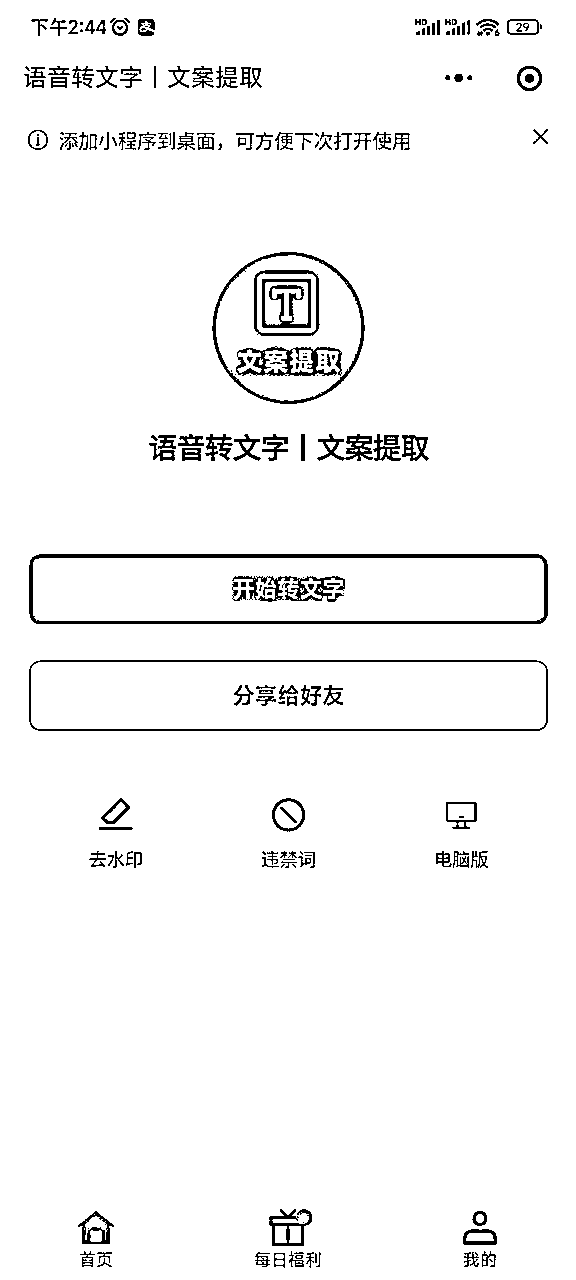 下午2:44
29
语音转文字丨文案提取
添加小程序到桌面，可方便下次打开使用
T
文案提取
语音转文字丨文案提取
开始转文字
分享给好友
去水印 违禁词 电脑版
首页 每日福利 我的